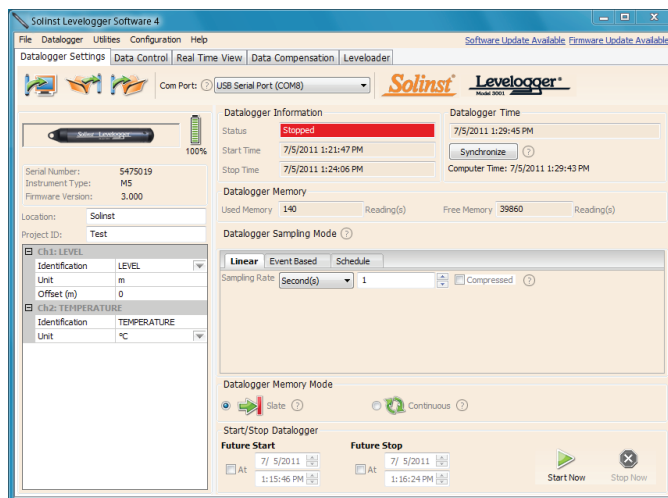 Solinst Levelogger Software 4
File Datalogger Utilities Configuration Help Software Update Available Firmware Update Available
Datalogger Settings Data Control Real Time View Data Compensation Leveloader
Com Port: ? USB Serial Port (COM8) Solinst Levelogger
Model 3001
Solinst Levelogger
100%
Serial Number: 5475019
Instrument Type: M5
Firmware Version: 3.000
Location: Solinst
Project ID: Test
Ch1: LEVEL
Identification LEVEL
Unit m
Offset (m) 0
Ch2: TEMPERATURE
Identification TEMPERATURE
Unit °C
Datalogger Information
Status Stopped
Start Time 7/5/2011 1:21:47 PM
Stop Time 7/5/2011 1:24:06 PM
Datalogger Time
7/5/2011 1:29:45 PM
Synchronize ?
Computer Time: 7/5/2011 1:29:43 PM
Datalogger Memory
Used Memory 140 Reading(s) Free Memory 39860 Reading(s)
Datalogger Sampling Mode ?
Linear Event Based Schedule
Sampling Rate Second(s) 1 Compressed ?
Datalogger Memory Mode
Slate ? Continuous ?
Start/Stop Datalogger
Future Start Future Stop
At 7/ 5/2011 At 7/ 5/2011
1:15:46 PM 1:16:24 PM
Start Now Stop Now